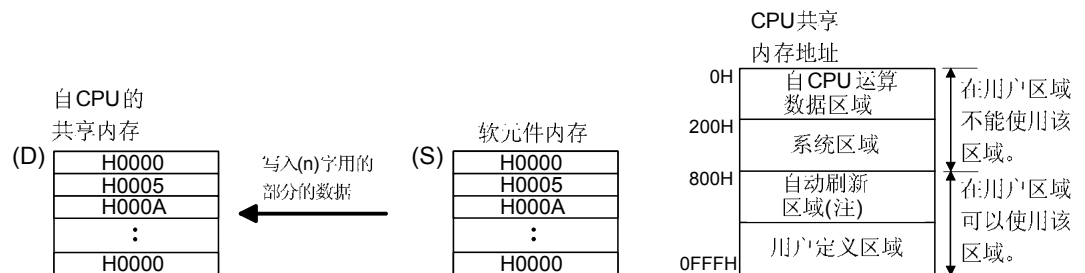 自CPU的
共享内存
(D)
H0000
H0005
H000A
:
H0000
写入(n)字用的
部分的数据
软元件内存
(S)
H0000
H0005
H000A
:
H0000
CPU共享
内存地址
0H
自CPU运算
数据区域
200H
系统区域
800H
自动刷新
区域(注)
用户定义区域
0FFFH
在用户区域
不能使用该
区域。
在用户区域
可以使用该
区域。